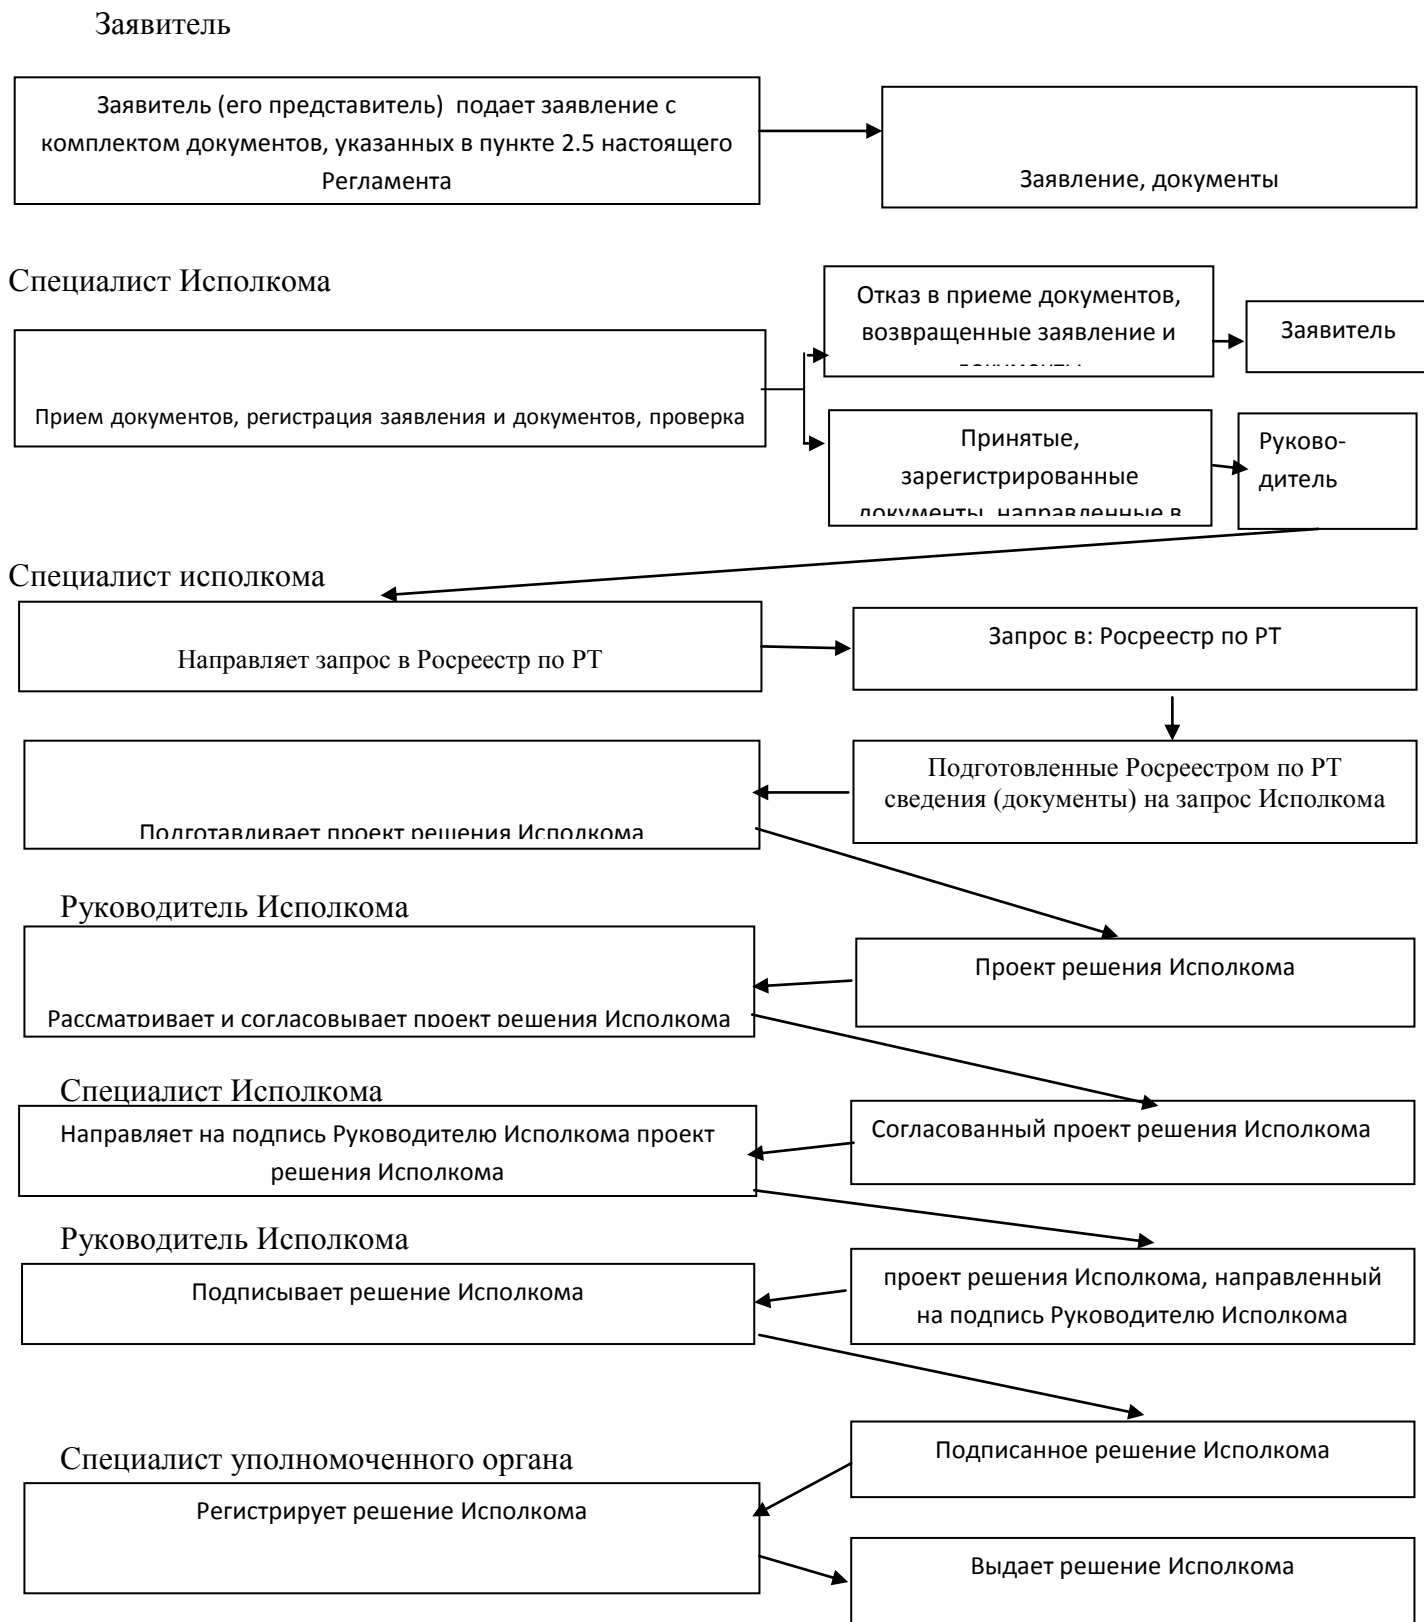 Заявитель
Заявитель (его представитель) подает заявление с
комплектом документов, указанных в пункте 2.5 настоящего
Регламента
Заявление, документы
Специалист Исполкома
Отказ в приеме документов,
возвращенные заявление и
документы
Заявитель
Прием документов, регистрация заявления и документов, проверка
Принятые,
зарегистрированные
документы, направленные в
Руково-
дитель
Специалист исполкома
Направляет запрос в Росреестр по РТ
Запрос в: Росреестр по РТ
Подготовленные Росреестром по РТ
сведения (документы) на запрос Исполкома
Подготавливает проект решения Исполкома
Руководитель Исполкома
Проект решения Исполкома
Рассматривает и согласовывает проект решения Исполкома
Специалист Исполкома
Направляет на подпись Руководителю Исполкома проект
решения Исполкома
Согласованный проект решения Исполкома
Руководитель Исполкома
Подписывает решение Исполкома
проект решения Исполкома, направленный
на подпись Руководителю Исполкома
Подписанное решение Исполкома
Специалист уполномоченного органа
Регистрирует решение Исполкома
Выдает решение Исполкома